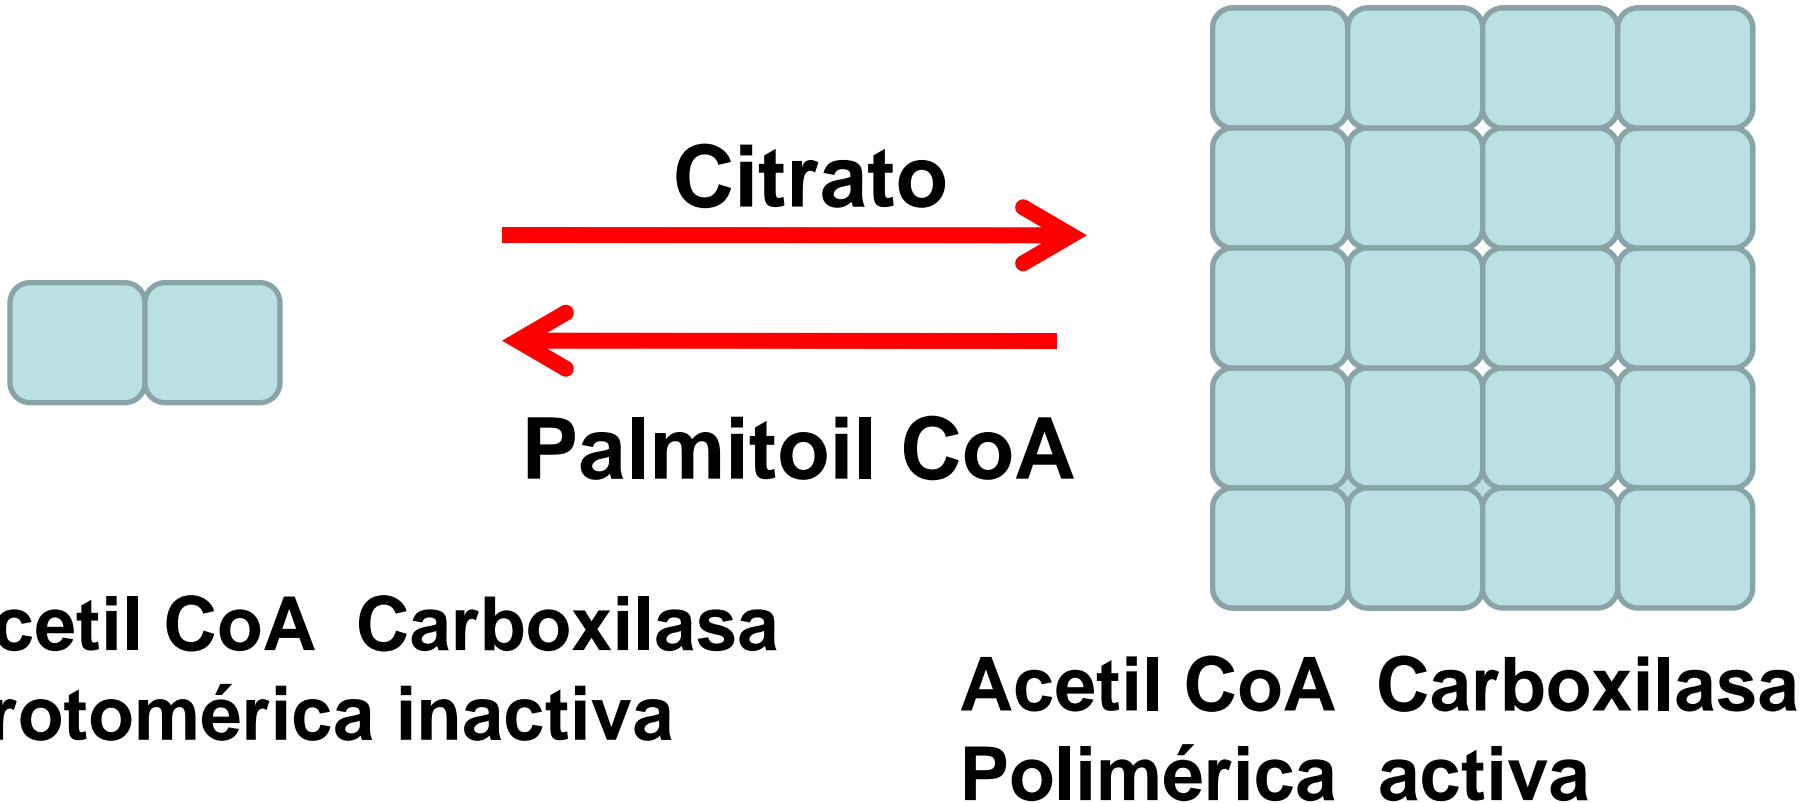 Citrato
Palmitoil CoA
cetil CoA Carboxilasa
rotomérica inactiva
Acetil CoA Carboxilasa
Polimérica activa